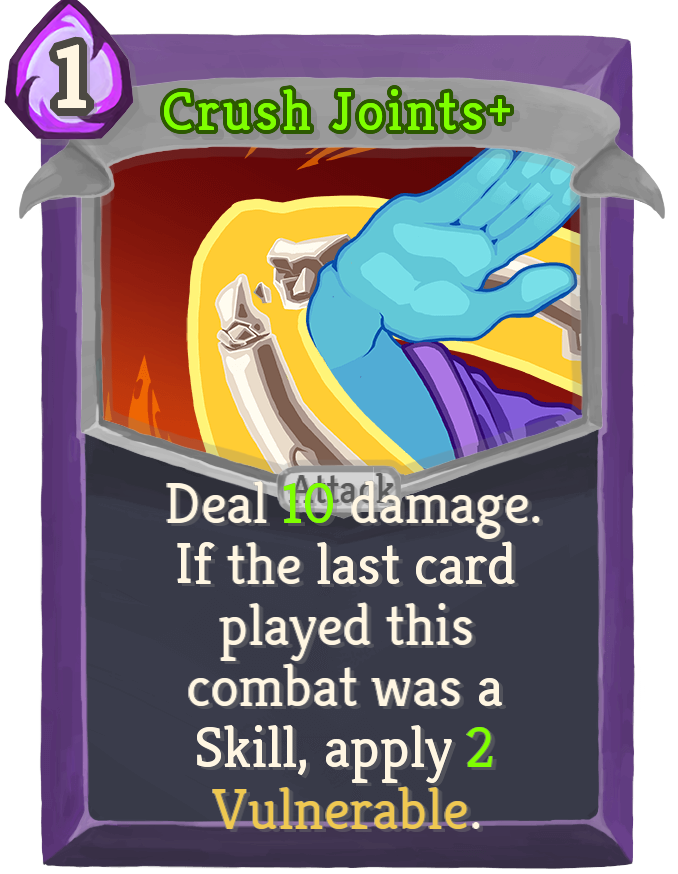 1
Crush Joints+
Attack
Deal 10 damage.
If the last card
played this
combat was a
Skill, apply 2
Vulnerable.